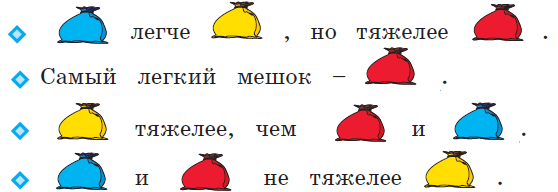 легче , но тяжелее .
Самый легкий мешок – .
тяжелее, чем и .
и не тяжелее .